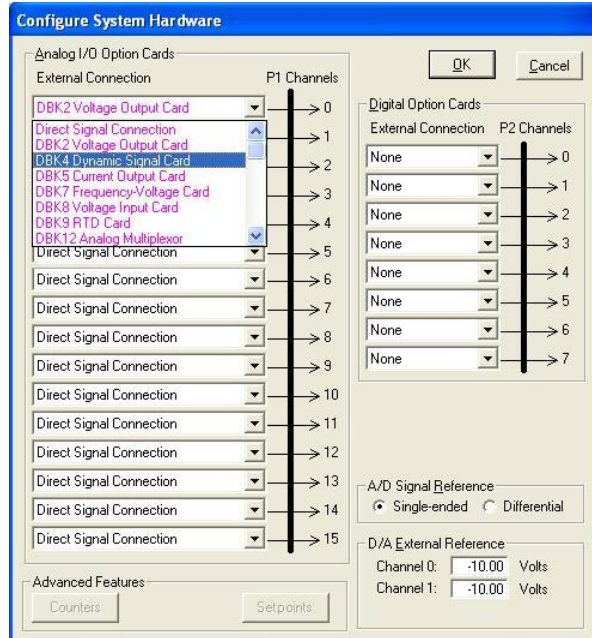 Configure System Hardware
Analog I/O Option Cards
External Connection P1 Channels
DBK2 Voltage Output Card 0
Direct Signal Connection
DBK2 Voltage Output Card
DBK4 Dynamic Signal Card
DBK5 Current Output Card
DBK7 Frequency-Voltage Card
DBK8 Voltage Input Card
DBK9 RTD Card
DBK12 Analog Multiplexor
1
2
3
4
Direct Signal Connection 5
Direct Signal Connection 6
Direct Signal Connection 7
Direct Signal Connection 8
Direct Signal Connection 9
Direct Signal Connection 10
Direct Signal Connection 11
Direct Signal Connection 12
Direct Signal Connection 13
Direct Signal Connection 14
Direct Signal Connection 15
Advanced Features
Counters Setpoints
OK Cancel
Digital Option Cards
External Connection P2 Channels
None 0
None 1
None 2
None 3
None 4
None 5
None 6
None 7
A/D Signal Reference
Single-ended Differential
D/A External Reference
Channel 0: -10.00 Volts
Channel 1: -10.00 Volts